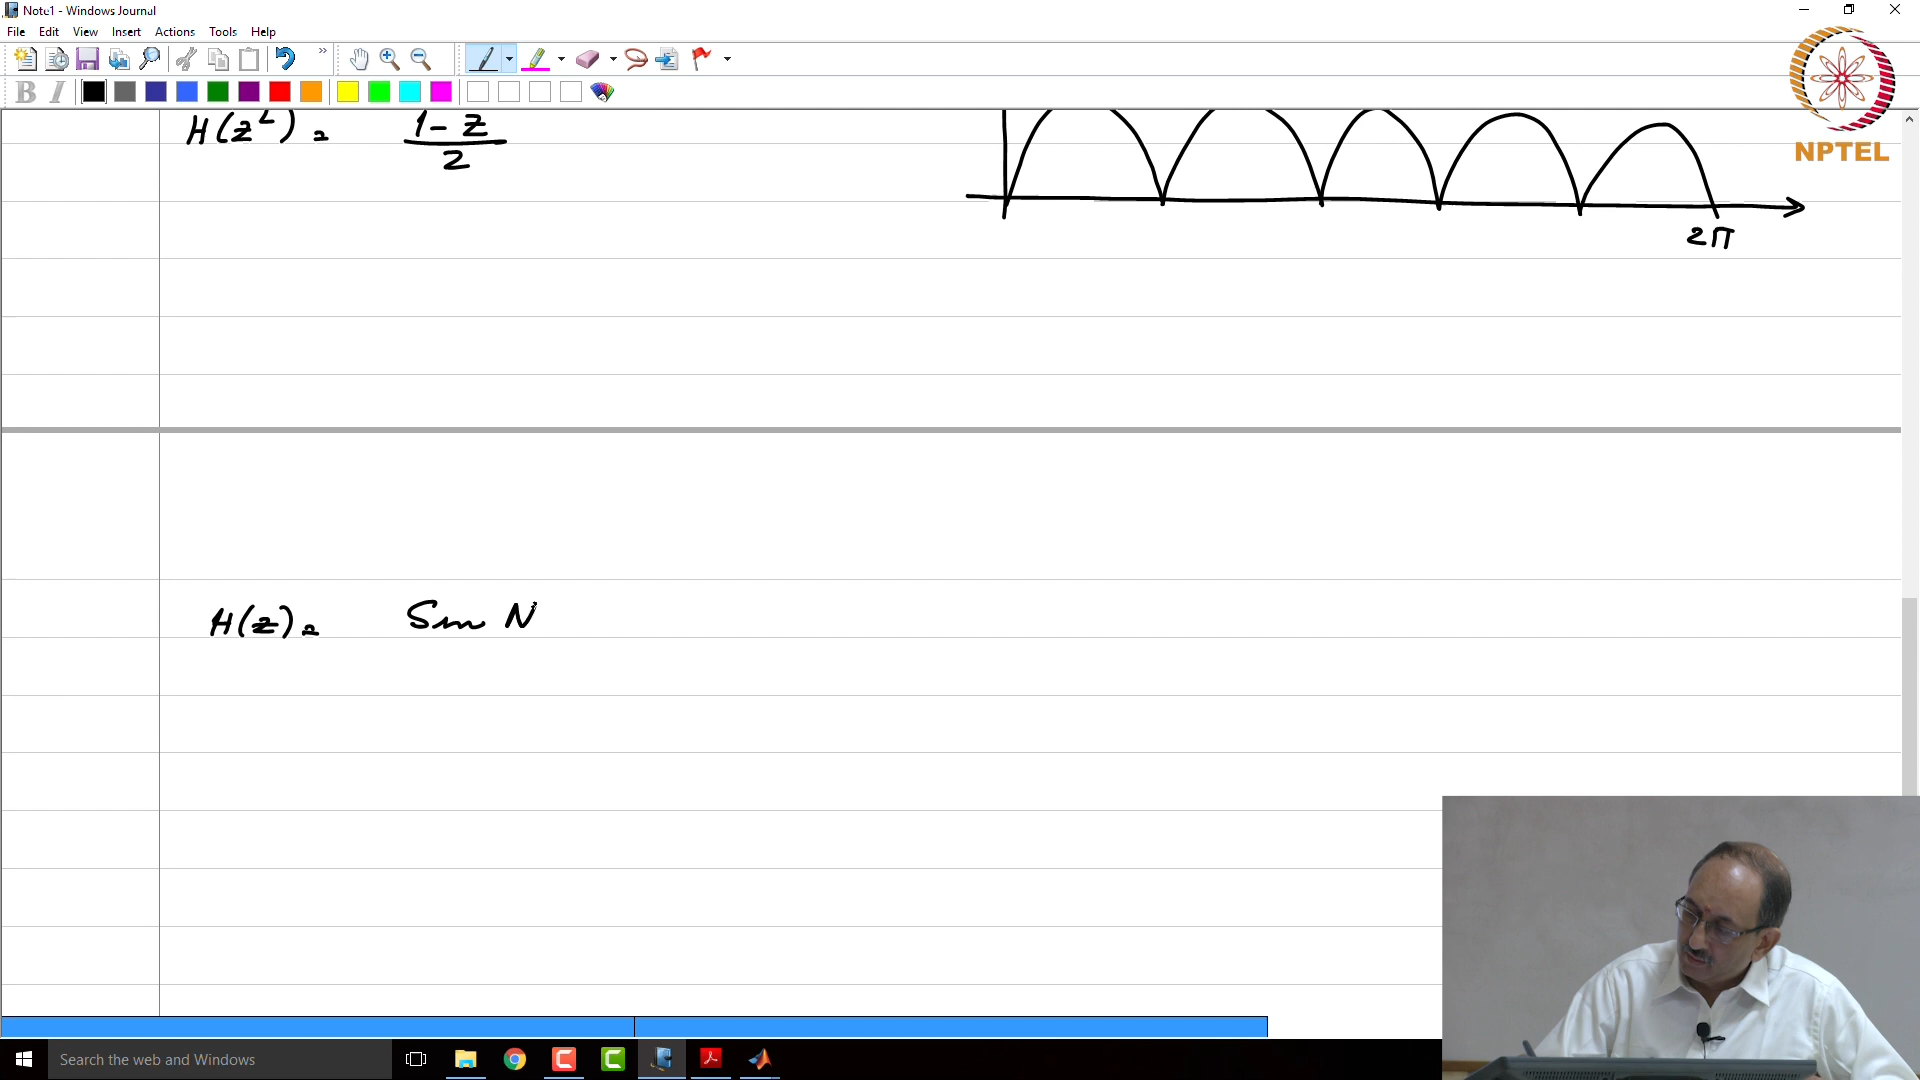 Note1 - Windows Journal
File Edit View Insert Actions Tools Help
B I
NPTEL
H(z^L) = (1 - z)/2
2π
H(z) = Sin N
Search the web and Windows